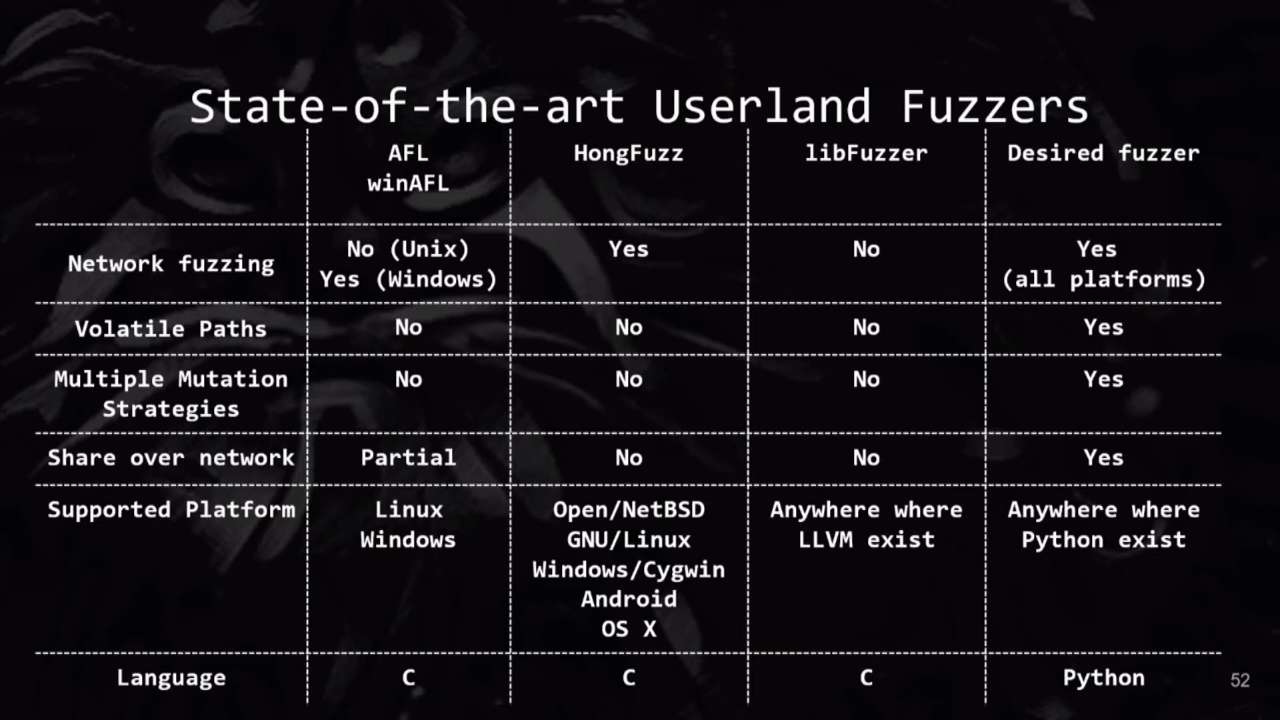 State-of-the-art Userland Fuzzers
AFL
winAFL
HongFuzz
libFuzzer
Desired fuzzer
Network fuzzing
No (Unix)
Yes (Windows)
Yes
No
Yes
(all platforms)
Volatile Paths
No
No
No
Yes
Multiple Mutation
Strategies
No
No
No
Yes
Share over network
Partial
No
No
Yes
Supported Platform
Linux
Windows
Open/NetBSD
GNU/Linux
Windows/Cygwin
Android
OS X
Anywhere where
LLVM exist
Anywhere where
Python exist
Language
C
C
C
Python
52